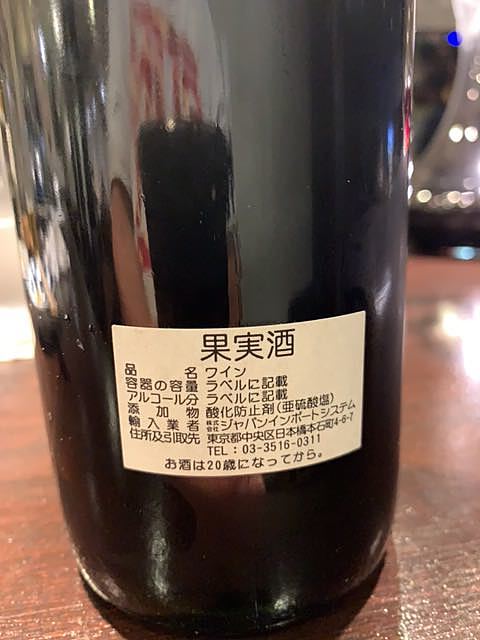 果実酒
品名 ワイン
容器の容量 ラベルに記載
アルコール分 ラベルに記載
添加物 酸化防止剤(亜硫酸塩)
輸入業者 株式会社ジャパンインポートシステム
住所及引取先 東京都中央区日本橋本石町4-6-7
TEL:03-3516-0311
お酒は20歳になってから。